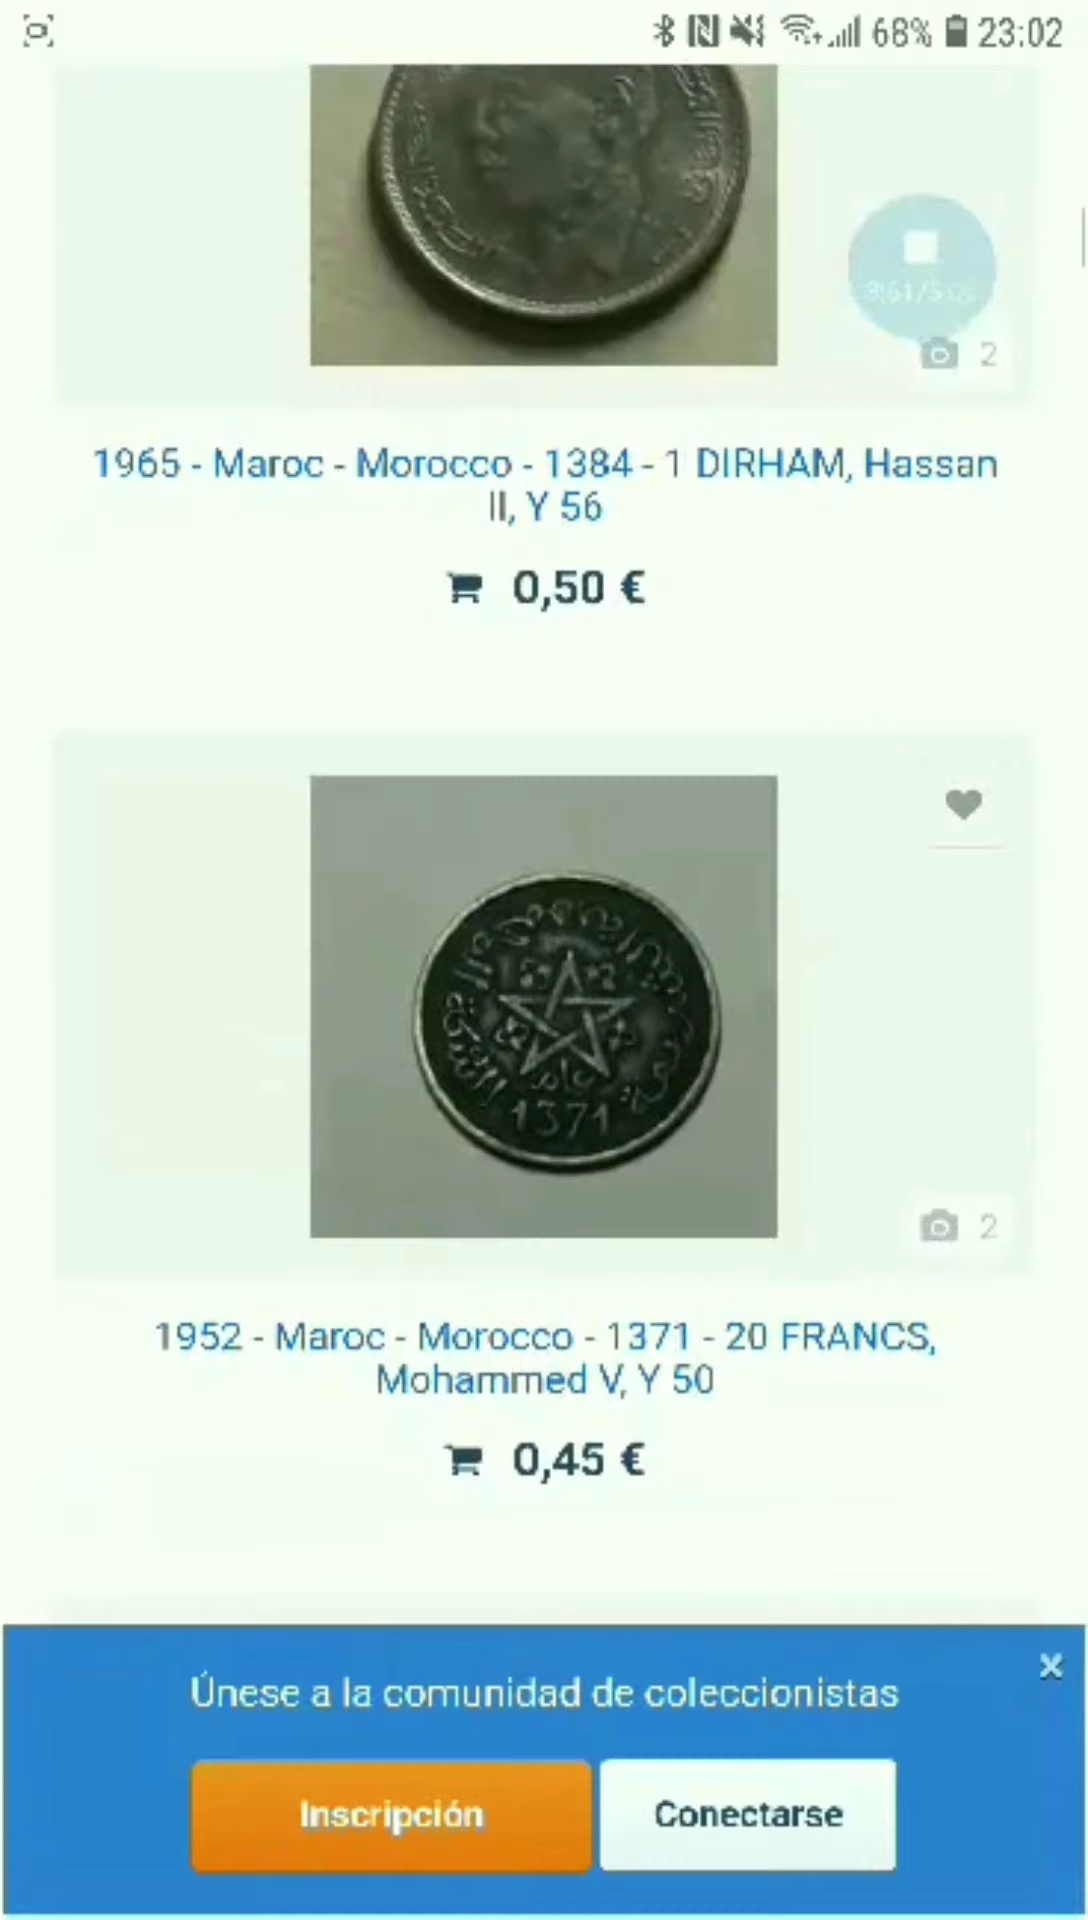 68% 23:02
2
1965 - Maroc - Morocco - 1384 - 1 DIRHAM, Hassan
II, Y 56
0,50 €
1371
2
1952 - Maroc - Morocco - 1371 - 20 FRANCS,
Mohammed V, Y 50
0,45 €
x
Únese a la comunidad de coleccionistas
Inscripción
Conectarse